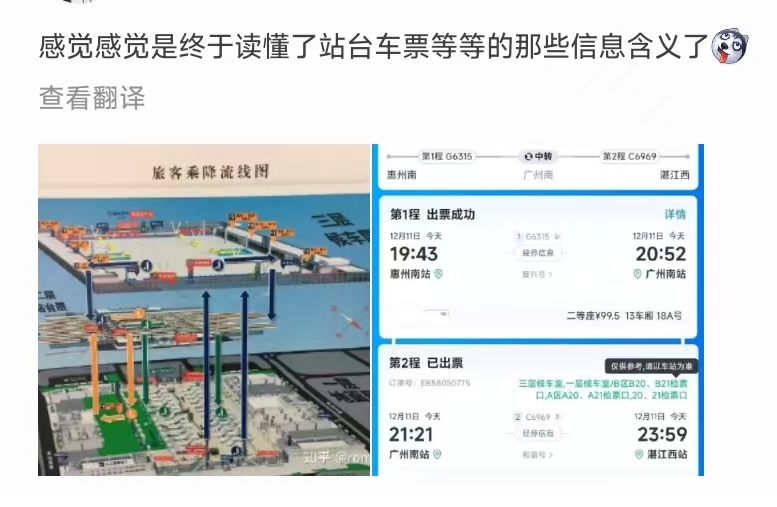 感觉感觉是终于读懂了站台车票等等的那些信息含义了
查看翻译
旅客乘降流线图
第1程 G6315
中转
第2程 C6969
惠州南
广州南
湛江西
第1程 出票成功
详情
12月11日 今天
1 G6315
12月11日 今天
19:43
经停信息
20:52
惠州南站
复兴号 >
广州南站
二等座¥99.5 13车厢 18A号
第2程 已出票
仅供参考,请以车站为准
订单号: EB58050775
三层候车室,一层候车室/B区B20、B21检票
口,A区A20、A21检票口,20、21检票口
12月11日 今天
2 C6969
12月11日 今天
21:21
经停信息
23:59
广州南站
和谐号 >
湛江西站
知乎 @rom